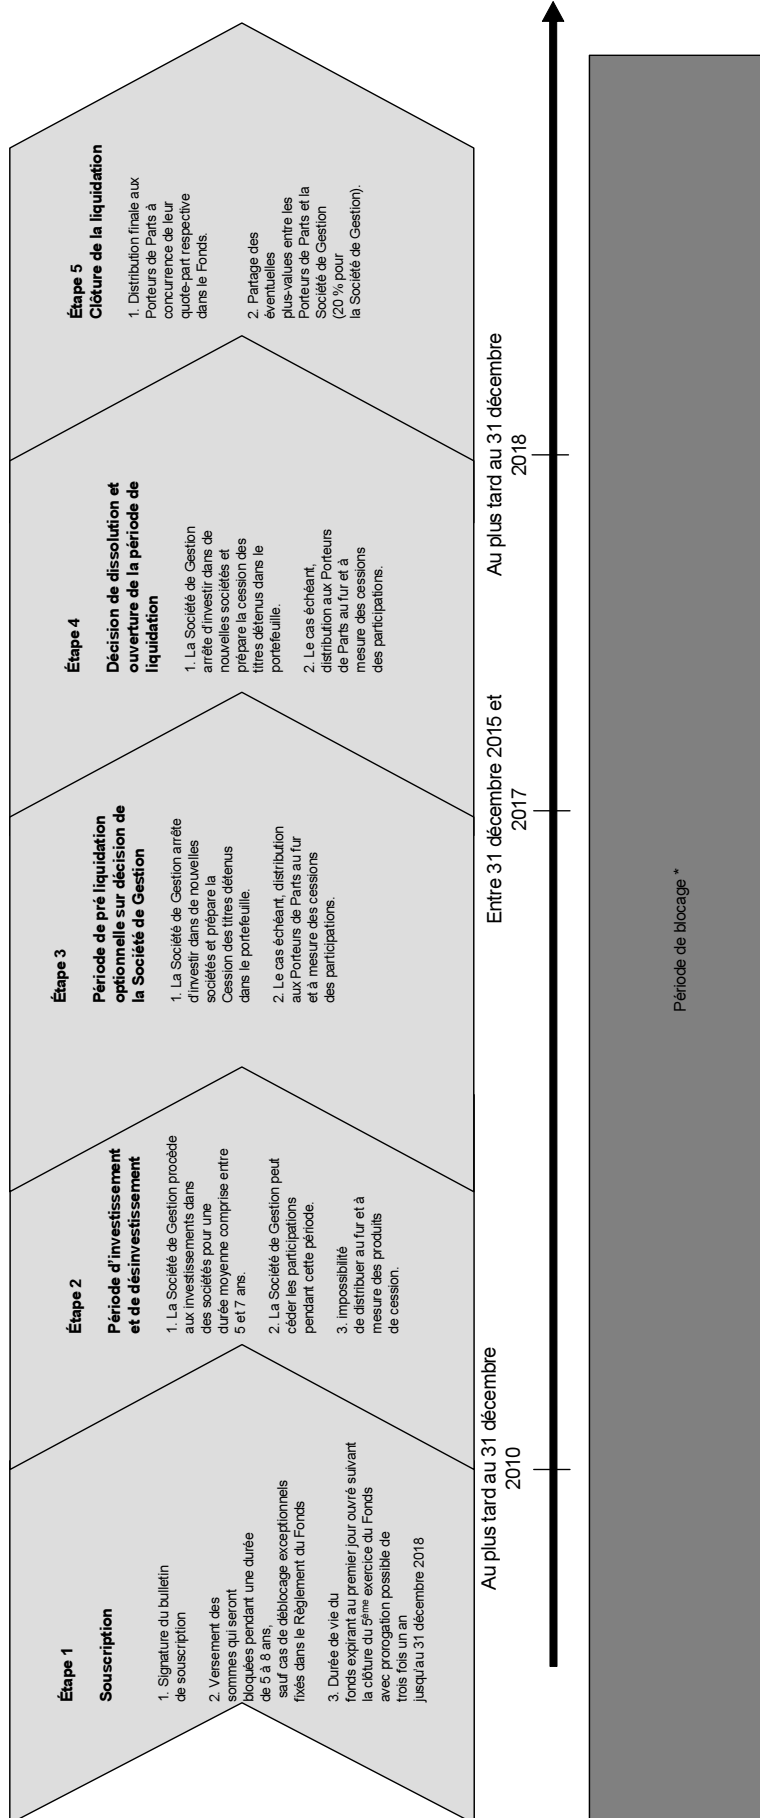 Étape 1
Souscription
1. Signature du bulletin
de souscription
2. Versement des
sommes qui seront
bloquées pendant une durée
de 5 à 8 ans,
sauf cas de déblocage exceptionnels
fixés dans le Règlement du Fonds
3. Durée de vie du
fonds expirant au premier jour ouvré suivant
la clôture du 5ème exercice du Fonds
avec prorogation possible de
trois fois un an
jusqu'au 31 décembre 2018
Étape 2
Période d'investissement
et de désinvestissement
1. La Société de Gestion procède
aux investissements dans
des sociétés pour une
durée moyenne comprise entre
5 et 7 ans.
2. La Société de Gestion peut
céder les participations
pendant cette période.
3. impossibilité
de distribuer au fur et à
mesure des produits
de cession.
Étape 3
Période de pré liquidation
optionnelle sur décision de
la Société de Gestion
1. La Société de Gestion arrête
d'investir dans de nouvelles
sociétés et prépare la
Cession des titres détenus
dans le portefeuille.
2. Le cas échéant, distribution
aux Porteurs de Parts au fur
et à mesure des cessions
des participations.
Étape 4
Décision de dissolution et
ouverture de la période de
liquidation
1. La Société de Gestion
arrête d'investir dans de
nouvelles sociétés et
prépare la cession des
titres détenus dans le
portefeuille.
2. Le cas échéant,
distribution aux Porteurs
de Parts au fur et à
mesure des cessions
des participations.
Étape 5
Clôture de la liquidation
1. Distribution finale aux
Porteurs de Parts à
concurrence de leur
quote-part respective
dans le Fonds.
2. Partage des
éventuelles
plus-values entre les
Porteurs de Parts et la
Société de Gestion
(20 % pour
la Société de Gestion).
Au plus tard au 31 décembre
2010
Entre 31 décembre 2015 et
2017
Au plus tard au 31 décembre
2018
Période de blocage *